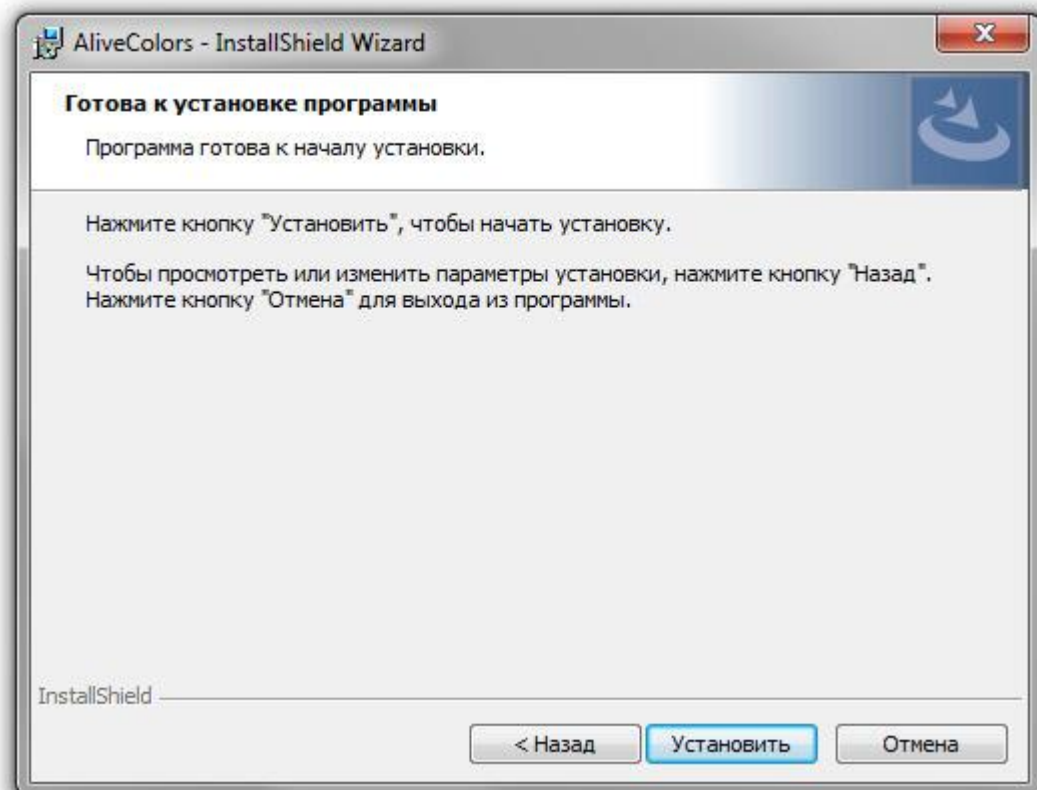 AliveColors - InstallShield Wizard
Готова к установке программы
Программа готова к началу установки.
Нажмите кнопку "Установить", чтобы начать установку.
Чтобы просмотреть или изменить параметры установки, нажмите кнопку "Назад".
Нажмите кнопку "Отмена" для выхода из программы.
InstallShield
< Назад
Установить
Отмена